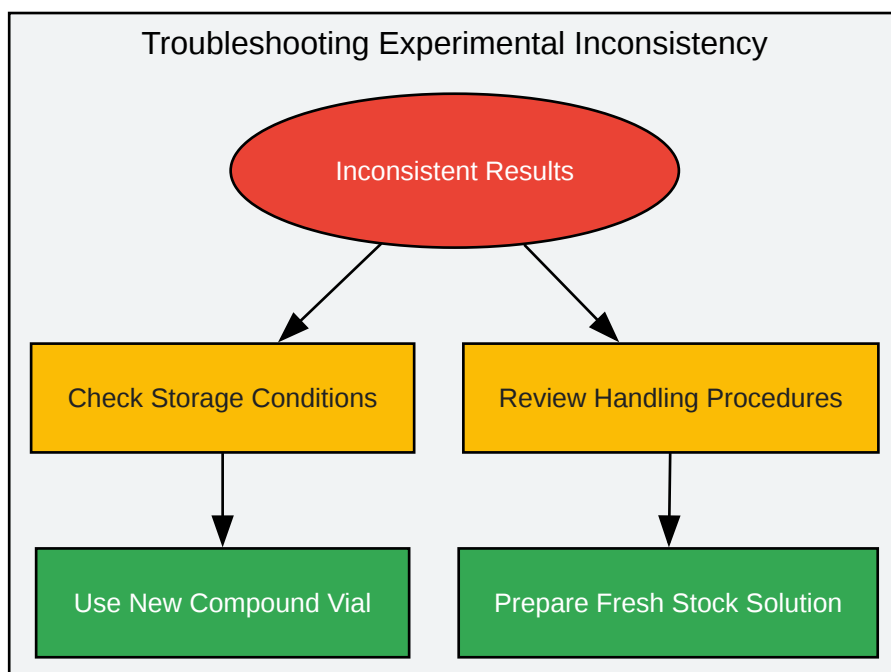 Troubleshooting Experimental Inconsistency
Inconsistent Results
Check Storage Conditions
Review Handling Procedures
Use New Compound Vial
Prepare Fresh Stock Solution